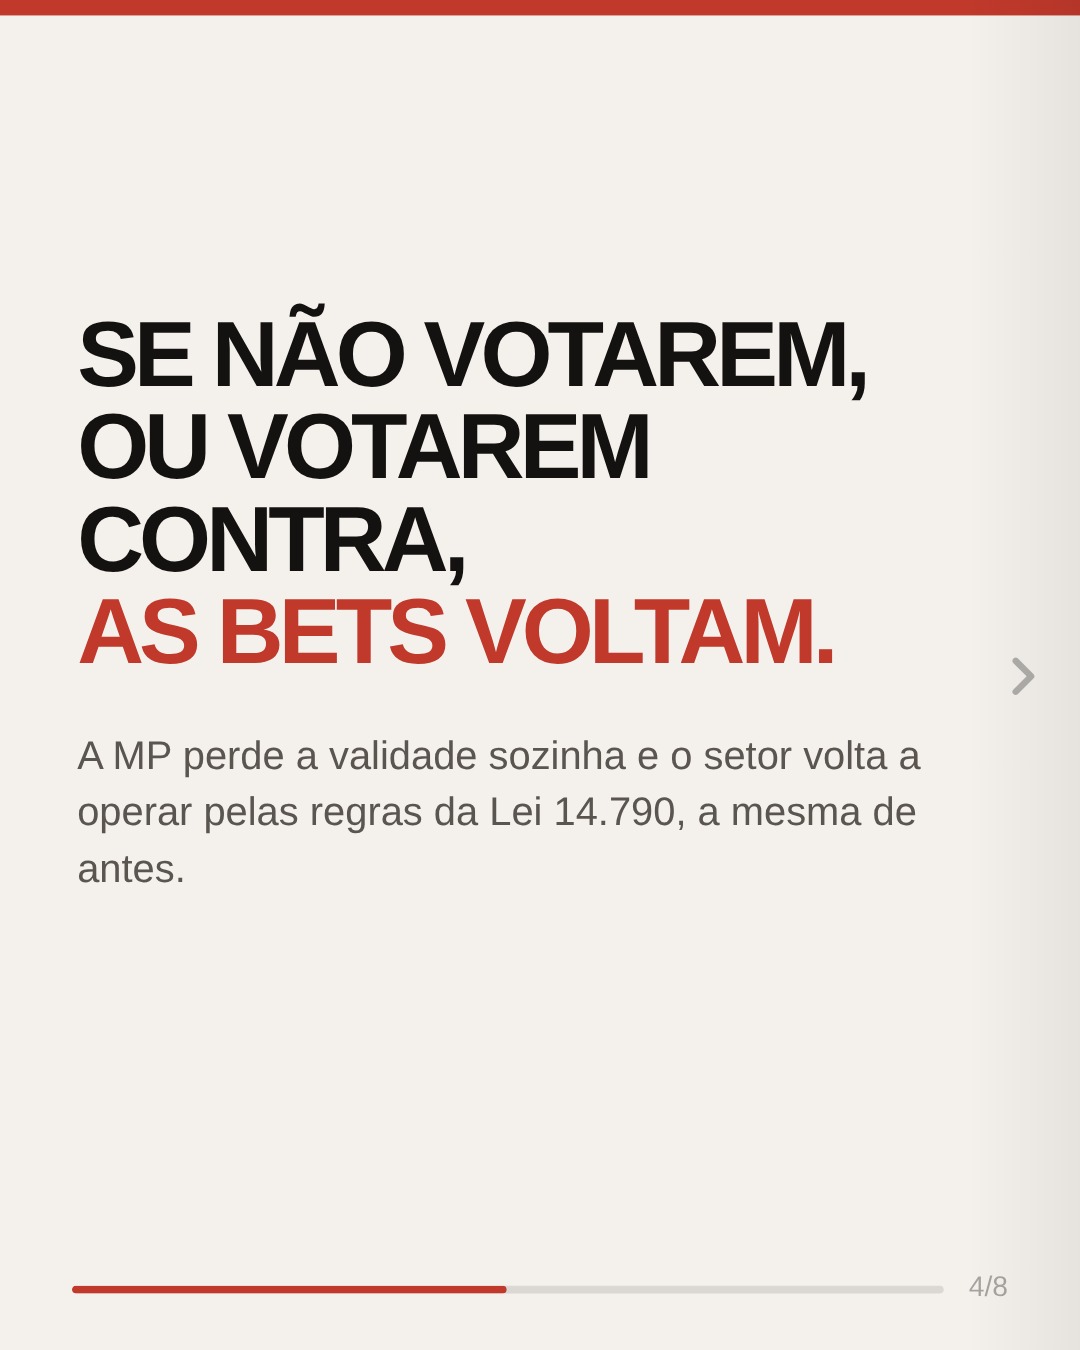 SE NÃO VOTAREM,
OU VOTAREM
CONTRA,
AS BETS VOLTAM.
A MP perde a validade sozinha e o setor volta a
operar pelas regras da Lei 14.790, a mesma de
antes.
4/8